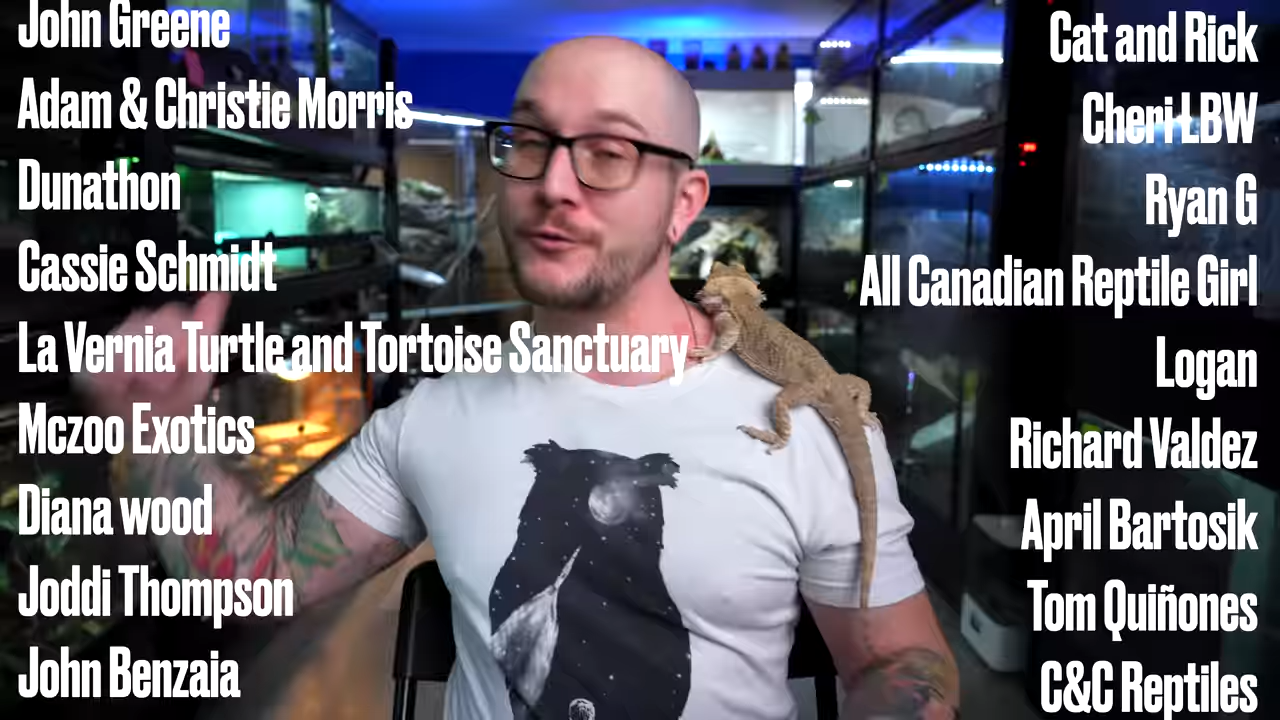 John Greene
Adam & Christie Morris
Dunathon
Cassie Schmidt
La Vernia Turtle and Tortoise Sanctuary
Mczoo Exotics
Diana wood
Joddi Thompson
John Benzaia
Cat and Rick
Cheri LBW
Ryan G
All Canadian Reptile Girl
Logan
Richard Valdez
April Bartosik
Tom Quiñones
C&C Reptiles